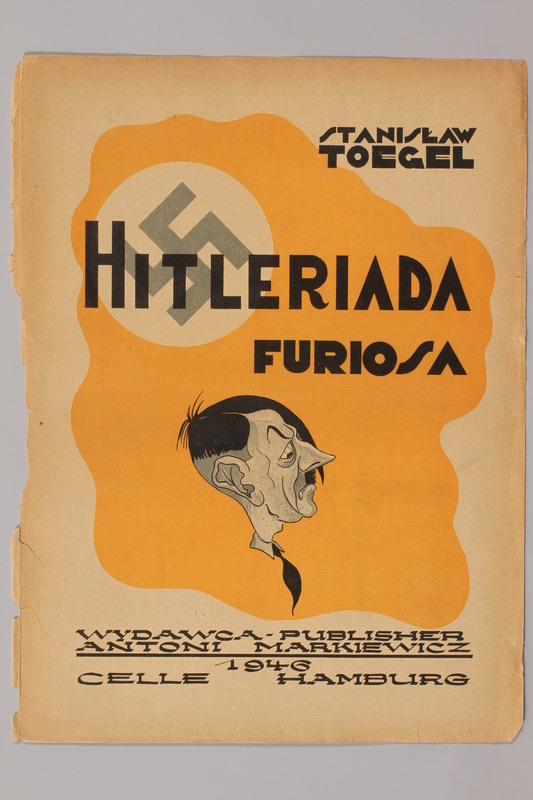 STANISŁAW
TOEGEL
HITLERIADA
FURIOSA
WYDAWCA - PUBLISHER
ANTONI MARKIEWICZ
1946
CELLE HAMBURG